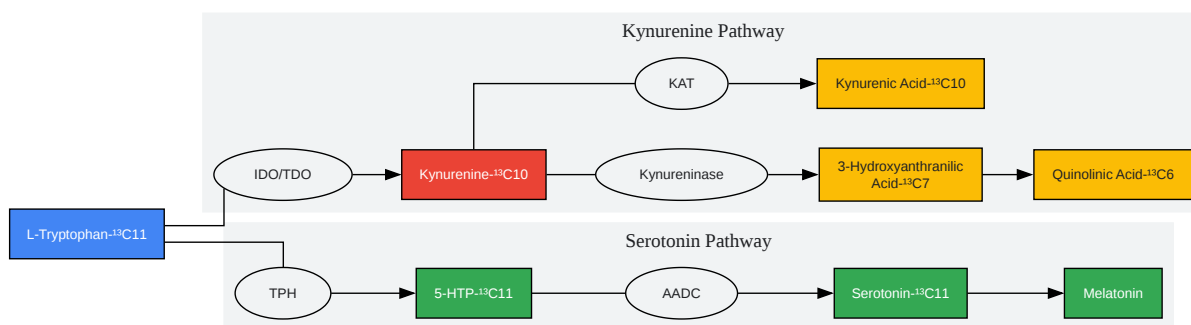 Kynurenine Pathway
KAT
Kynurenic Acid-¹³C10
IDO/TDO
Kynurenine-¹³C10
Kynureninase
3-Hydroxyanthranilic
Acid-¹³C7
Quinolinic Acid-¹³C6
L-Tryptophan-¹³C11
Serotonin Pathway
TPH
5-HTP-¹³C11
AADC
Serotonin-¹³C11
Melatonin